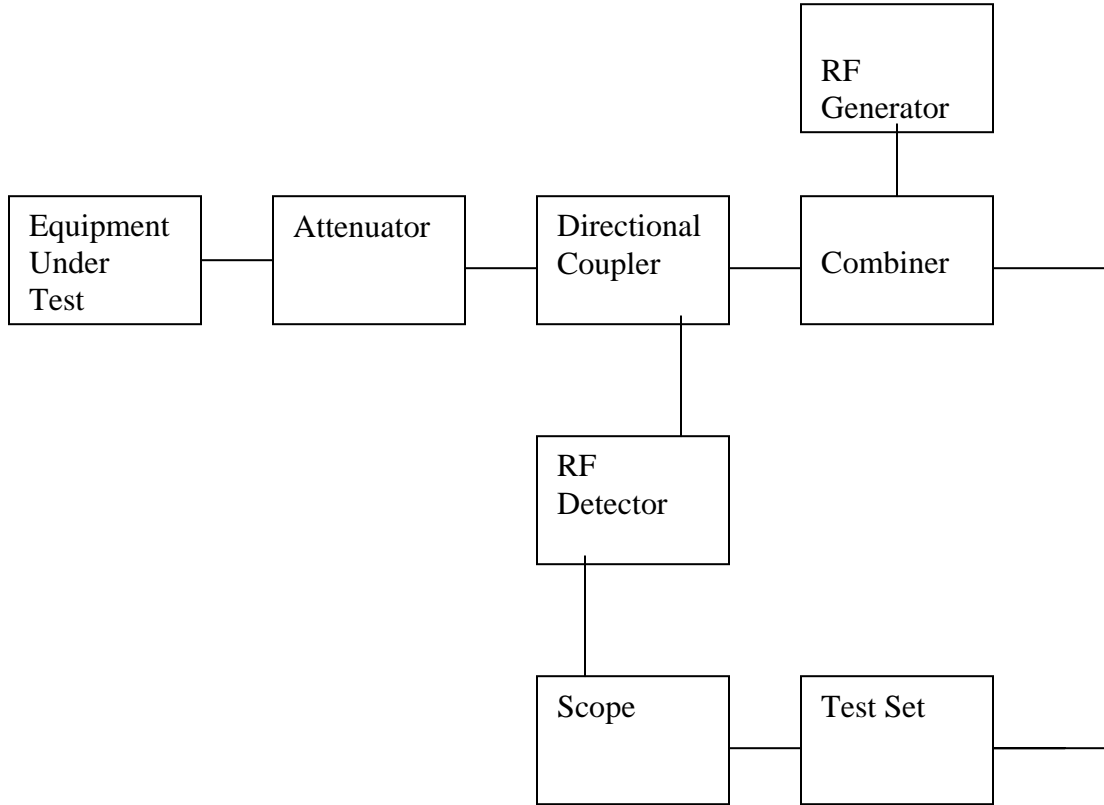 RF
Generator
Equipment
Under
Test
Attenuator
Directional
Coupler
Combiner
RF
Detector
Scope
Test Set